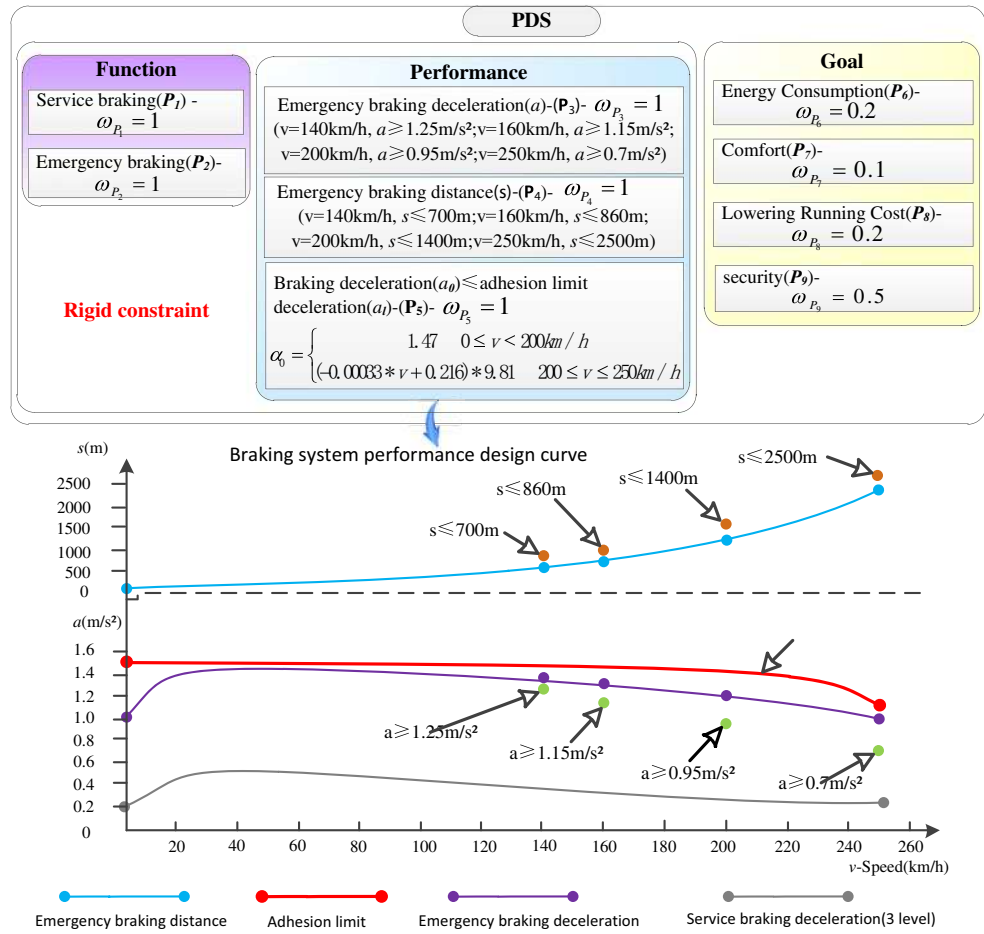 PDS
Function
Service braking(P1) -
ωP1 = 1
Emergency braking(P2)-
ωP2 = 1
Rigid constraint
Performance
Emergency braking deceleration(a)-(P3)- ωP3 = 1
(v=140km/h, a≥1.25m/s²;v=160km/h, a≥1.15m/s²;
v=200km/h, a≥0.95m/s²;v=250km/h, a≥0.7m/s²)
Emergency braking distance(s)-(P4)- ωP4 = 1
(v=140km/h, s≤700m;v=160km/h, s≤860m;
v=200km/h, s≤1400m;v=250km/h, s≤2500m)
Braking deceleration(a0)≤adhesion limit
deceleration(al)-(P5)- ωP5 = 1
α0 = { 1.47 0 ≤ v < 200km / h
(−0.00033* v + 0.216) * 9.81 200 ≤ v ≤ 250km / h
Goal
Energy Consumption(P6)-
ωP6 = 0.2
Comfort(P7)-
ωP7 = 0.1
Lowering Running Cost(P8)-
ωP8 = 0.2
security(P9)-
ωP9 = 0.5
Braking system performance design curve
s(m)
2500
2000
1500
1000
500
0
s≤700m
s≤860m
s≤1400m
s≤2500m
a(m/s²)
1.6
1.4
1.2
1.0
0.8
0.6
0.4
0.2
0
a≥1.25m/s²
a≥1.15m/s²
a≥0.95m/s²
a≥0.7m/s²
20 40 60 80 100 120 140 160 180 200 220 240 260
v-Speed(km/h)
Emergency braking distance
Adhesion limit
Emergency braking deceleration
Service braking deceleration(3 level)